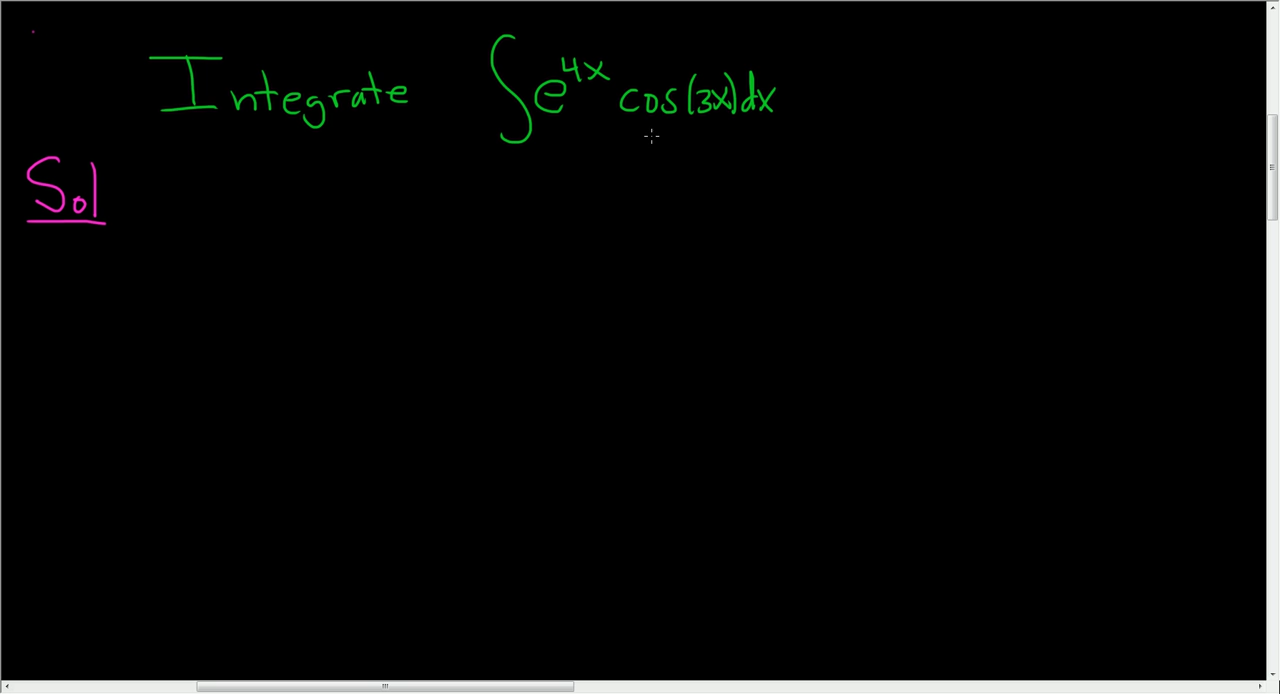 Integrate ∫e^{4x} cos(3x)dx
Sol